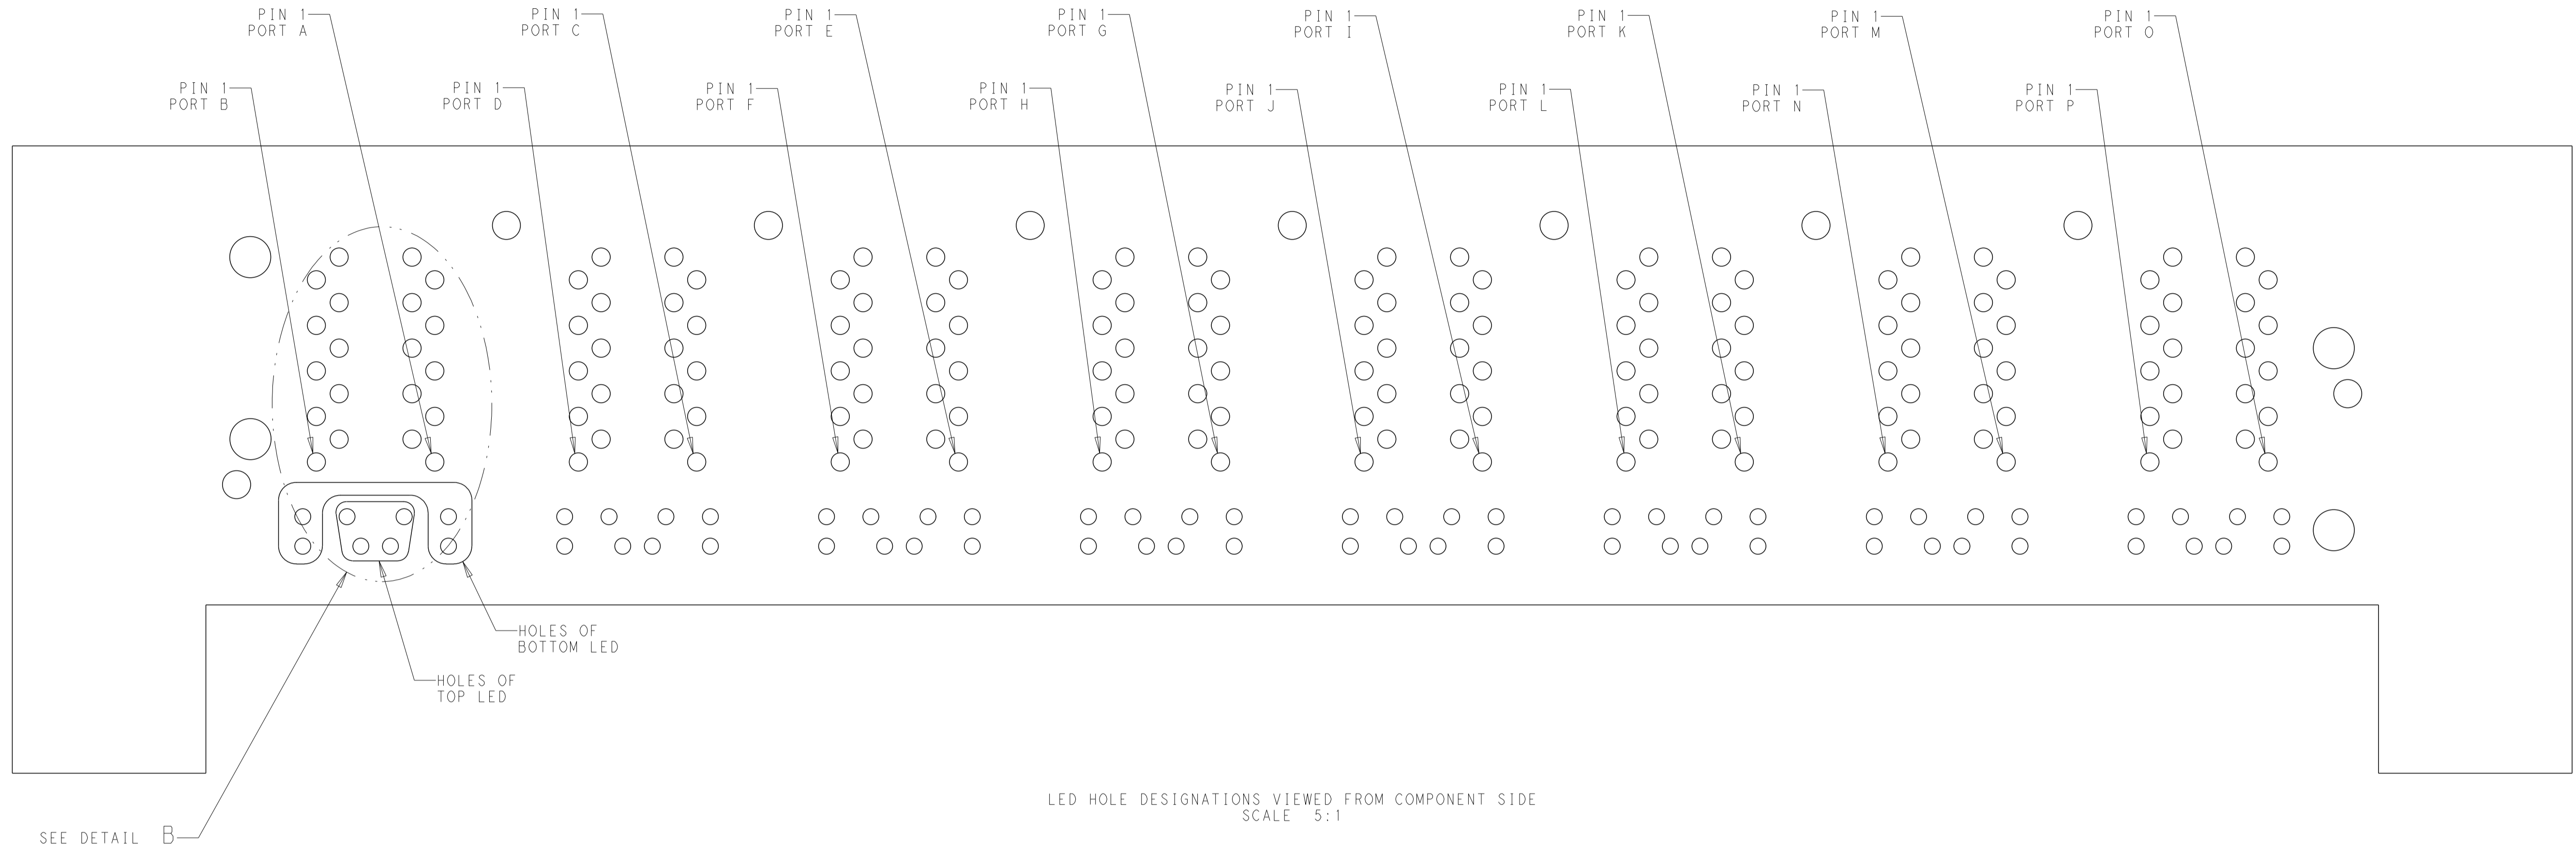 PIN 1
PORT A
PIN 1
PORT C
PIN 1
PORT E
PIN 1
PORT G
PIN 1
PORT I
PIN 1
PORT K
PIN 1
PORT M
PIN 1
PORT O
PIN 1
PORT B
PIN 1
PORT D
PIN 1
PORT F
PIN 1
PORT H
PIN 1
PORT J
PIN 1
PORT L
PIN 1
PORT N
PIN 1
PORT P
HOLES OF
BOTTOM LED
HOLES OF
TOP LED
LED HOLE DESIGNATIONS VIEWED FROM COMPONENT SIDE
SCALE 5:1
SEE DETAIL B